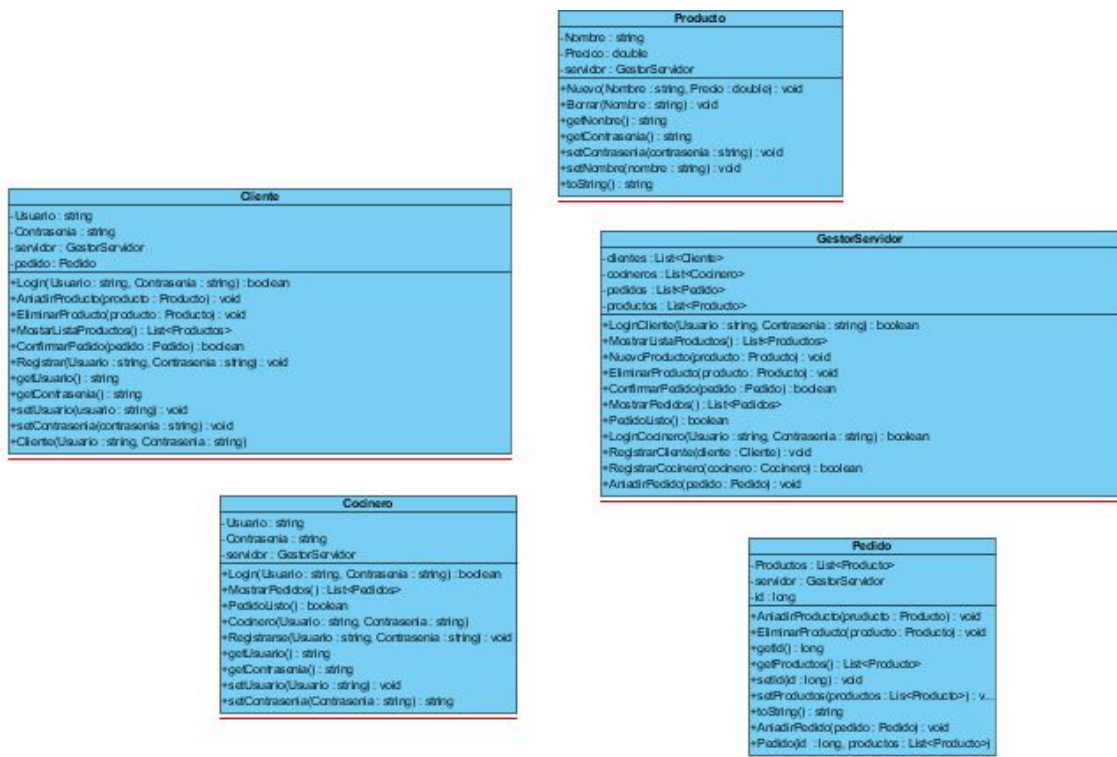 Producto
-Nombre : string
-Precico : double
-servidor : GestorServidor
+Nuevo(Nombre : string, Precio : double) : void
+Borrar(Nombre : string) : void
+getNonbre() : string
+getContrasenia() : string
+setContrasenia(contrasenia : string) : void
+setNombre(nombre : string) : void
+toString() : string
Cliente
-Usuario : string
-Contrasenia : string
-servidor : GestorServidor
-pedido : Pedido
+Login(Usuario : string, Contrasenia : string) : boolean
+AniadirProducto(producto : Producto) : void
+EliminarProducto(producto : Producto) : void
+MostarListaProductos() : List<Productos>
+ConfirmarPedido(pedido : Pedido) : boolean
+Registrar(Usuario : string, Contrasenia : string) : void
+getUsuario() : string
+getContrasenia() : string
+setUsuario(usuario : string) : void
+setContrasenia(contrasenia : string) : void
+Cliente(Usuario : string, Contrasenia : string)
GestorServidor
-clientes : List<Cliente>
-cocineros : List<Cocinero>
-pedidos : List<Pedido>
-productos : List<Producto>
+LoginCliente(Usuario : string, Contrasenia : string) : boolean
+MostrarListaProductos() : List<Productos>
+NuevoProducto(producto : Producto) : void
+EliminarProducto(producto : Producto) : void
+ConfirmarPedido(pedido : Pedido) : boolean
+MostrarPedidos() : List<Pedidos>
+PedidoListo() : boolean
+LoginCocinero(Usuario : string, Contrasenia : string) : boolean
+RegistrarCliente(cliente : Cliente) : void
+RegistrarCocinero(cocinero : Cocinero) : boolean
+AniadirPedido(pedido : Pedido) : void
Cocinero
-Usuario : string
-Contrasenia : string
-servidor : GestorServidor
+Login(Usuario : string, Contrasenia : string) : boolean
+MostrarPedidos() : List<Pedidos>
+PedidoListo() : boolean
+Cocinero(Usuario : string, Contrasenia : string)
+Registrarse(Usuario : string, Contrasenia : string) : void
+getUsuario() : string
+getContrasenia() : string
+setUsuario(Usuario : string) : void
+setContrasenia(Contrasenia : string) : string
Pedido
-Productos : List<Producto>
-servidor : GestorServidor
-id : long
+AniadirProducto(pruducto : Producto) : void
+EliminarProducto(producto : Producto) : void
+getId() : long
+getProductos() : List<Producto>
+setId(id : long) : void
+setProductos(productos : Lis<Producto>) : v...
+toString() : string
+AniadirPedido(pedido : Pedido) : void
+Pedido(id : long, productos : List<Producto>)